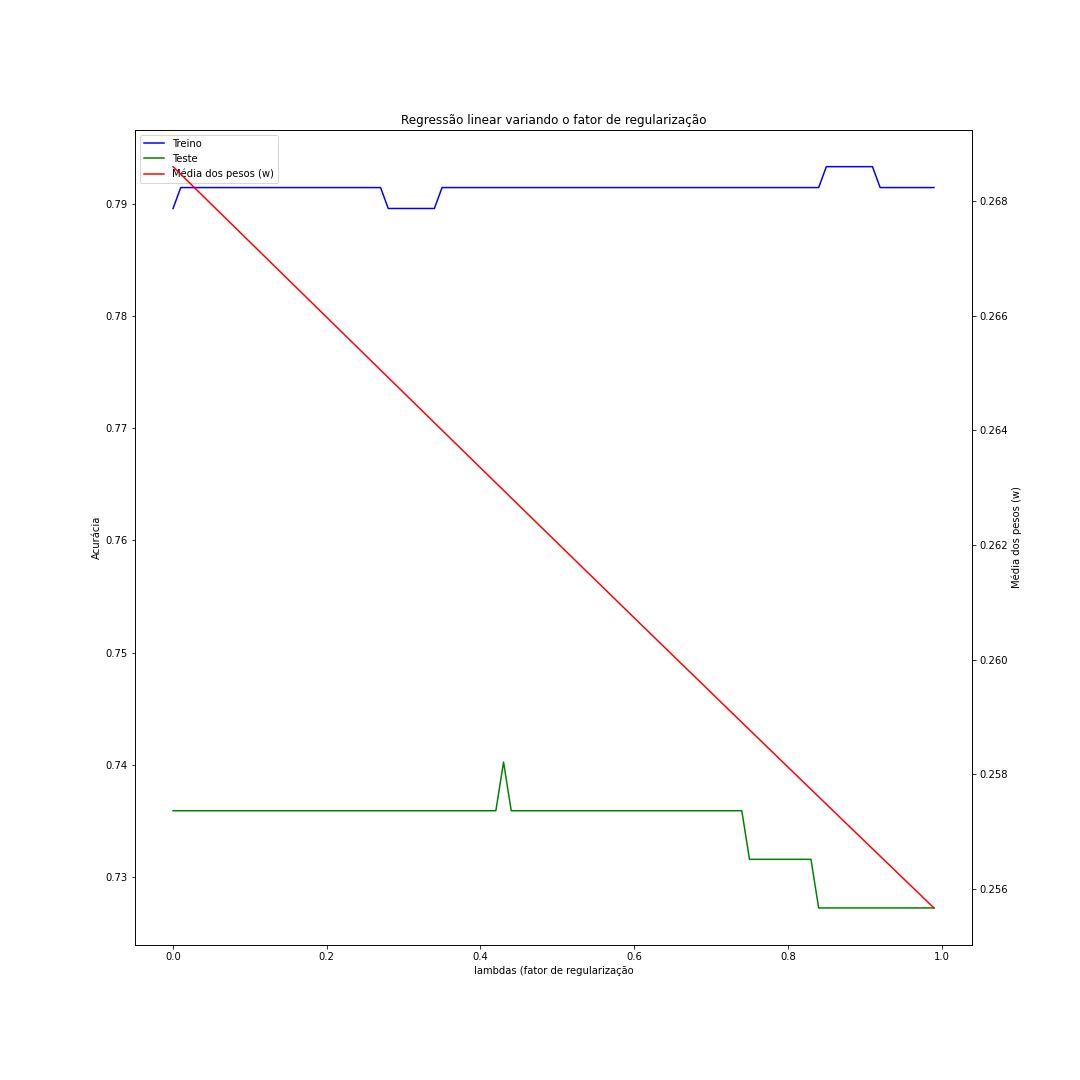 Regressão linear variando o fator de regularização
Treino
Teste
Média dos pesos (w)
0.79
0.78
0.77
0.76
0.75
0.74
0.73
Acurácia
0.268
0.266
0.264
0.262
0.260
0.258
0.256
Média dos pesos (w)
0.0 0.2 0.4 0.6 0.8 1.0
lambdas (fator de regularização